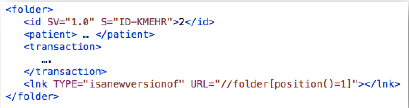 <folder>
<id SV="1.0" S="ID-KMEHR">2</id>
<patient> … </patient>
<transaction>
….
</transaction>
<lnk TYPE="isanewversionof" URL="//folder[position()=1]"></lnk>
</folder>